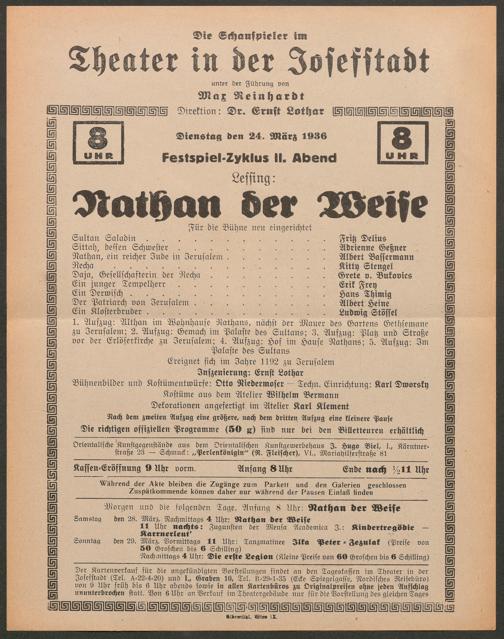 Die Schauspieler im
Theater in der Josefstadt
unter der Führung von
Max Reinhardt
Direktion: Dr. Ernst Lothar
8 UHR
Dienstag den 24. März 1936
8 UHR
Festspiel-Zyklus II. Abend
Lessing:
Nathan der Weise
Für die Bühne neu eingerichtet
Sultan Saladin . . . Fritz Delius
Sittah, dessen Schwester . . . Adrienne Geßner
Nathan, ein reicher Jude in Jerusalem . . . Albert Bassermann
Recha . . . Kitty Stengel
Daja, Gesellschafterin der Recha . . . Grete v. Bukovics
Ein junger Tempelherr . . . Erik Frey
Ein Derwisch . . . Hans Thimig
Der Patriarch von Jerusalem . . . Albert Heine
Ein Klosterbruder . . . Ludwig Stössel
1. Aufzug: Althan im Wohnhause Nathans, nächst der Mauer des Gartens Gethsemane
zu Jerusalem; 2. Aufzug: Gemach im Palaste des Sultans; 3. Aufzug: Platz und Straße
vor der Erlöserkirche zu Jerusalem; 4. Aufzug: Hof im Hause Nathans; 5. Aufzug: Im
Palaste des Sultans
Ereignet sich im Jahre 1192 zu Jerusalem
Inszenierung: Ernst Lothar
Bühnenbilder und Kostümentwürfe: Otto Niedermoser — Techn. Einrichtung: Karl Dworsky
Kostüme aus dem Atelier Wilhelm Bermann
Dekorationen angefertigt im Atelier Karl Klement
Nach dem zweiten Aufzug eine größere, nach dem dritten Aufzug eine kleinere Pause
Die richtigen offiziellen Programme (50 g) sind nur bei den Billetteuren erhältlich
Orientalische Kunstgegenstände aus dem Orientalischen Kunstgewerbehaus J. Hugo Biel, I., Kärntner-
straße 23 — Schmuck: „Perlenkönigin" (R. Fleischer), VI., Mariahilferstraße 81
Kassen-Eröffnung 9 Uhr vorm. Anfang 8 Uhr Ende nach ½11 Uhr
Während der Akte bleiben die Zugänge zum Parkett und den Galerien geschlossen
Zuspätkommende können daher nur während der Pausen Einlaß finden
Morgen und die folgenden Tage, Anfang 8 Uhr: Nathan der Weise
Samstag den 28. März, Nachmittags 4 Uhr: Nathan der Weise
11 Uhr nachts: Zugunsten der Mensa Academica J.: Kindertregödie —
Karrnerleut'
Sonntag den 29. März, Vormittags 11 Uhr: Tanzmatinee Jika Peter - Jezulat (Preise von
50 Groschen bis 6 Schilling)
Nachmittags 4 Uhr: Die erste Legion (Kleine Preise von 60 Groschen bis 6 Schilling)
Der Kartenverkauf für die angekündigten Vorstellungen findet an den Tageskassen im Theater in der
Josefstadt (Tel. A-22-4-20) und I., Graben 16, Tel. R-29-1-35 (Ecke Spiegelgasse, Nordisches Reisebüro)
von 9 Uhr früh bis 6 Uhr abends sowie in allen Kartenbüros zu Originalpreisen ohne jeden Aufschlag
ununterbrochen statt. Von 6 Uhr an Verkauf im Theatergebäude nur für die Vorstellung des gleichen Tages